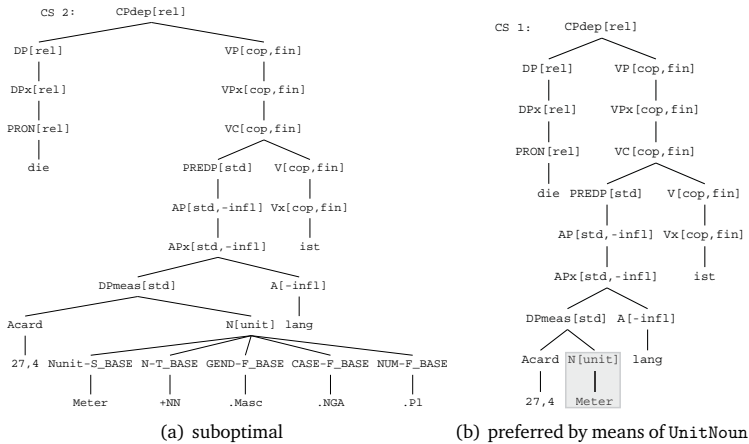 CS 2: CPdep[rel]
DP[rel] VP[cop,fin]
DPx[rel] VPx[cop,fin]
PRON[rel] VC[cop,fin]
die PREDP[std] V[cop,fin]
AP[std,-infl] Vx[cop,fin]
APx[std,-infl] ist
DPmeas[std] A[-infl]
Acard N[unit] lang
27,4 Nunit-S_BASE N-T_BASE GEND-F_BASE CASE-F_BASE NUM-F_BASE
Meter +NN .Masc .NGA .Pl
(a) suboptimal
CS 1: CPdep[rel]
DP[rel] VP[cop,fin]
DPx[rel] VPx[cop,fin]
PRON[rel] VC[cop,fin]
die PREDP[std] V[cop,fin]
AP[std,-infl] Vx[cop,fin]
APx[std,-infl] ist
DPmeas[std] A[-infl]
Acard N[unit] lang
27,4 Meter
(b) preferred by means of UnitNoun